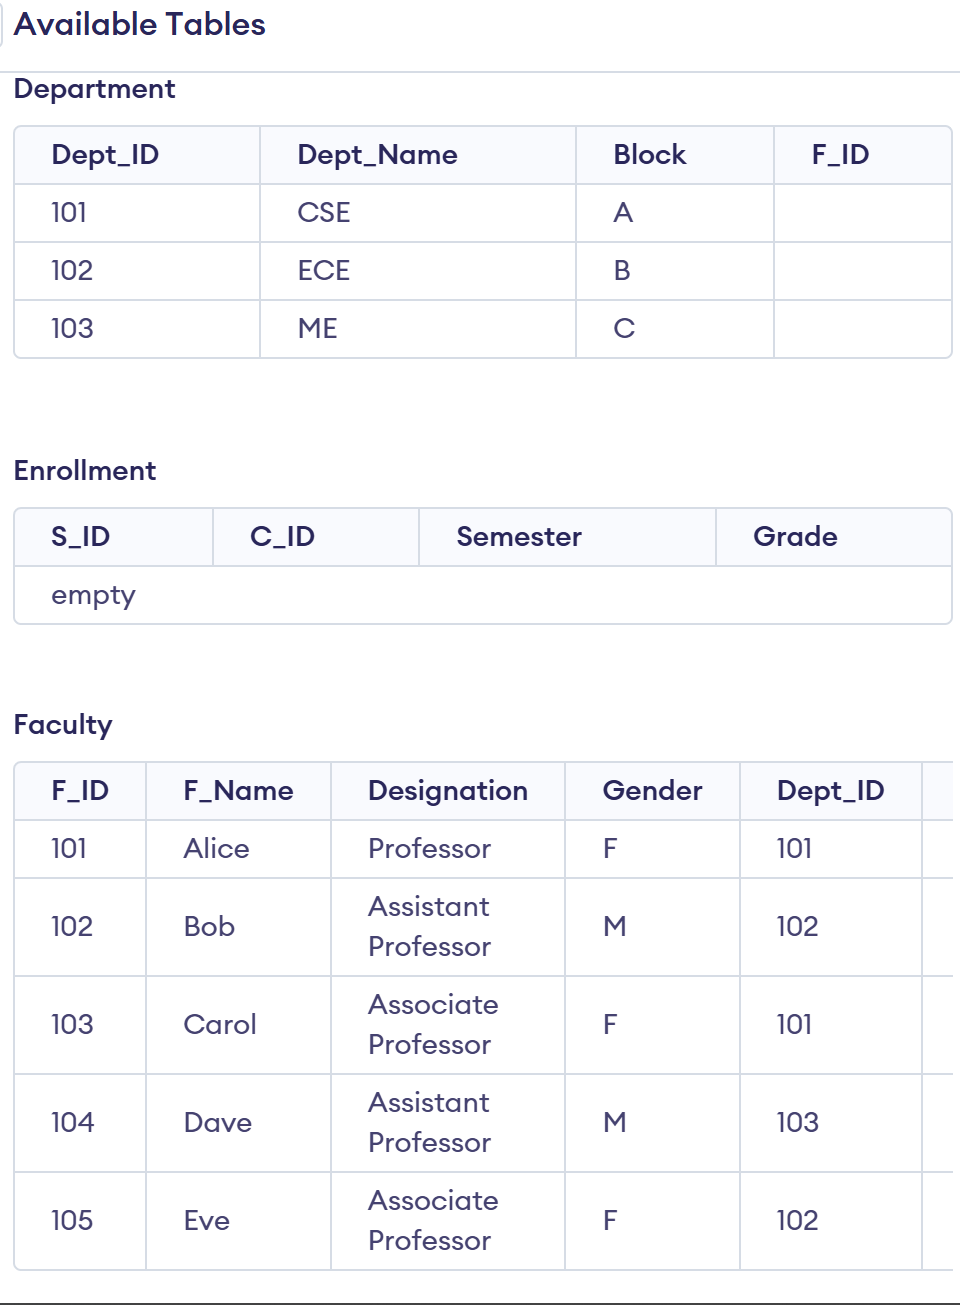 Available Tables
Department
Dept_ID Dept_Name Block F_ID
101 CSE A
102 ECE B
103 ME C
Enrollment
S_ID C_ID Semester Grade
empty
Faculty
F_ID F_Name Designation Gender Dept_ID
101 Alice Professor F 101
102 Bob Assistant Professor M 102
103 Carol Associate Professor F 101
104 Dave Assistant Professor M 103
105 Eve Associate Professor F 102